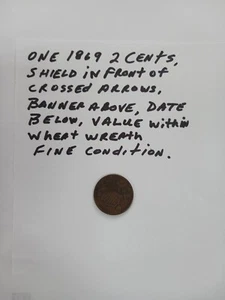 ONE 1869 2 CENTS,
SHIELD IN FRONT OF
CROSSED ARROWS,
BANNER ABOVE, DATE
BELOW, VALUE WITHIN
WHEAT WREATH
FINE CONDITION.